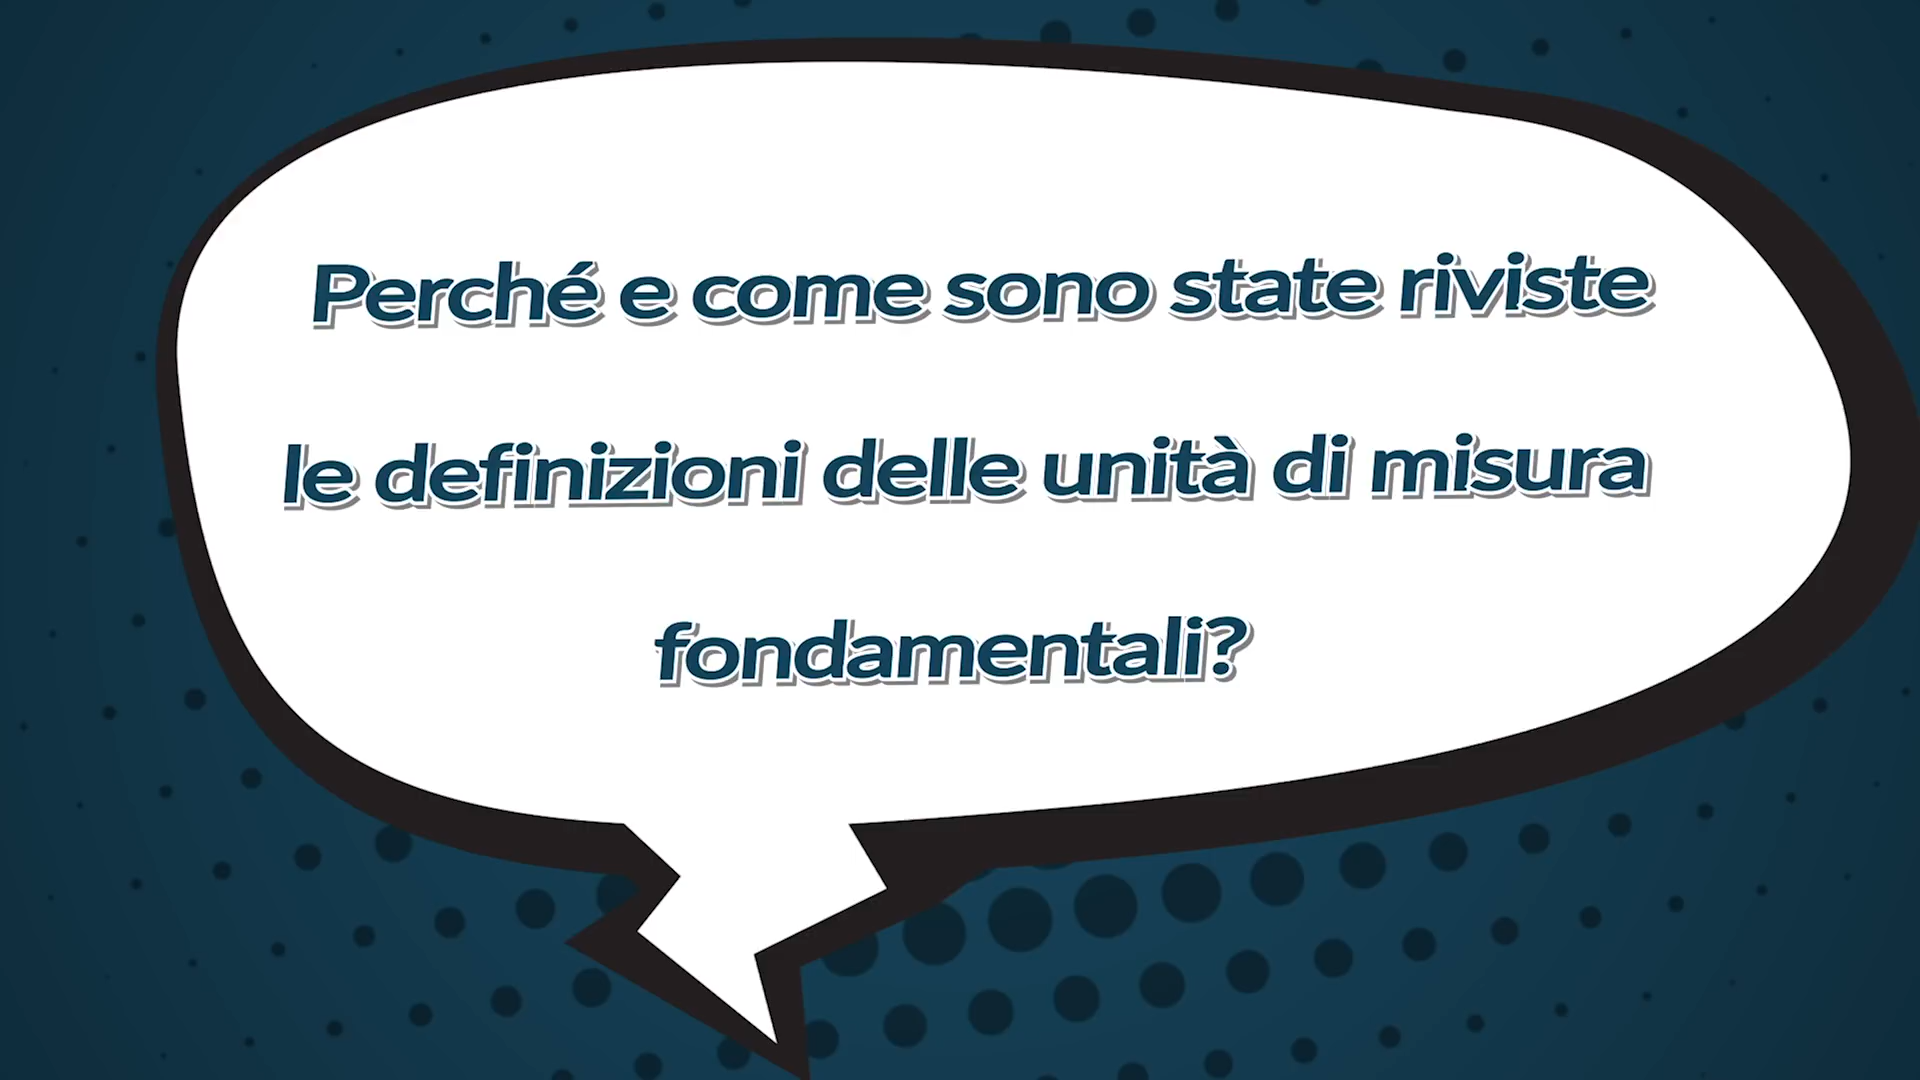 Perché e come sono state riviste
le definizioni delle unità di misura
fondamentali?